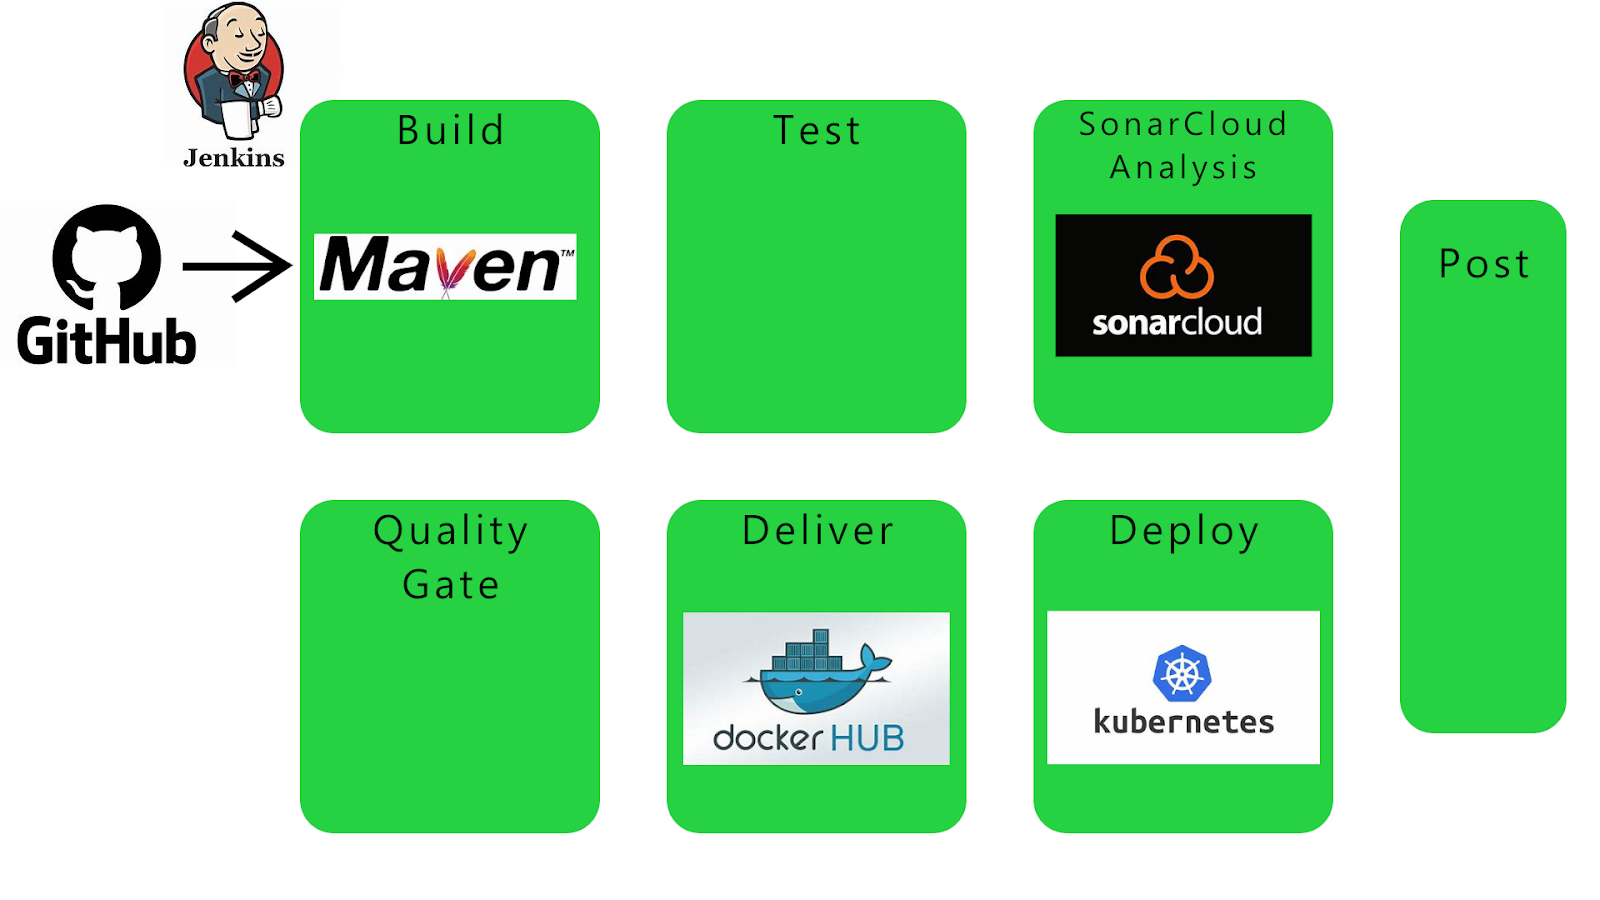 Jenkins
GitHub
Build
Maven™
Test
SonarCloud
Analysis
sonarcloud
Post
Quality
Gate
Deliver
docker HUB
Deploy
kubernetes